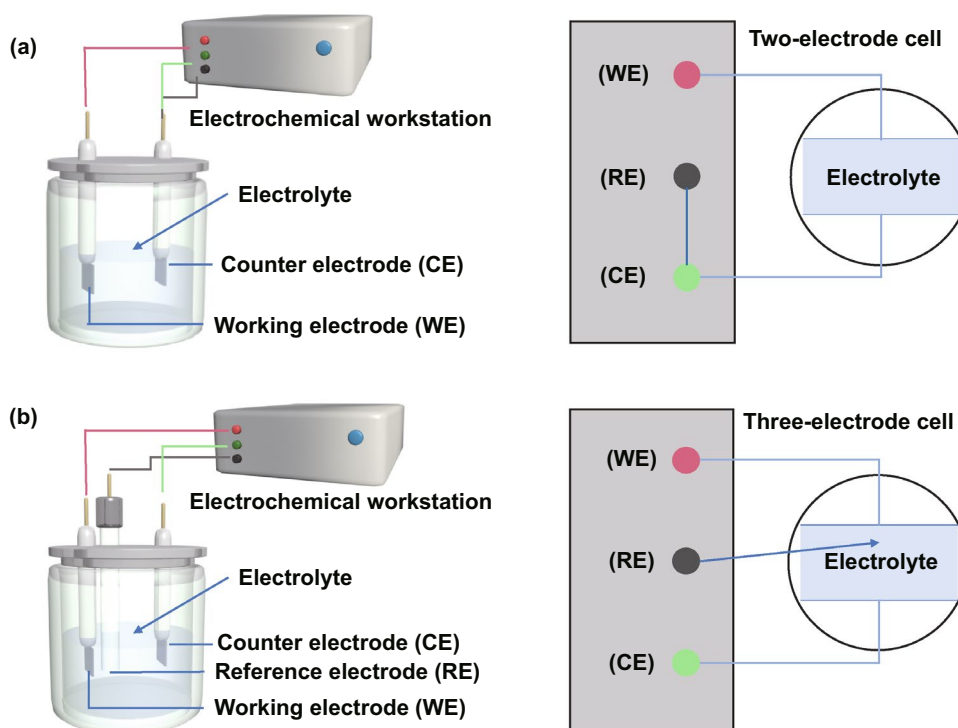 (a)
Electrochemical workstation
Electrolyte
Counter electrode (CE)
Working electrode (WE)
Two-electrode cell
(WE)
(RE)
(CE)
Electrolyte
(b)
Electrochemical workstation
Electrolyte
Counter electrode (CE)
Reference electrode (RE)
Working electrode (WE)
Three-electrode cell
(WE)
(RE)
(CE)
Electrolyte